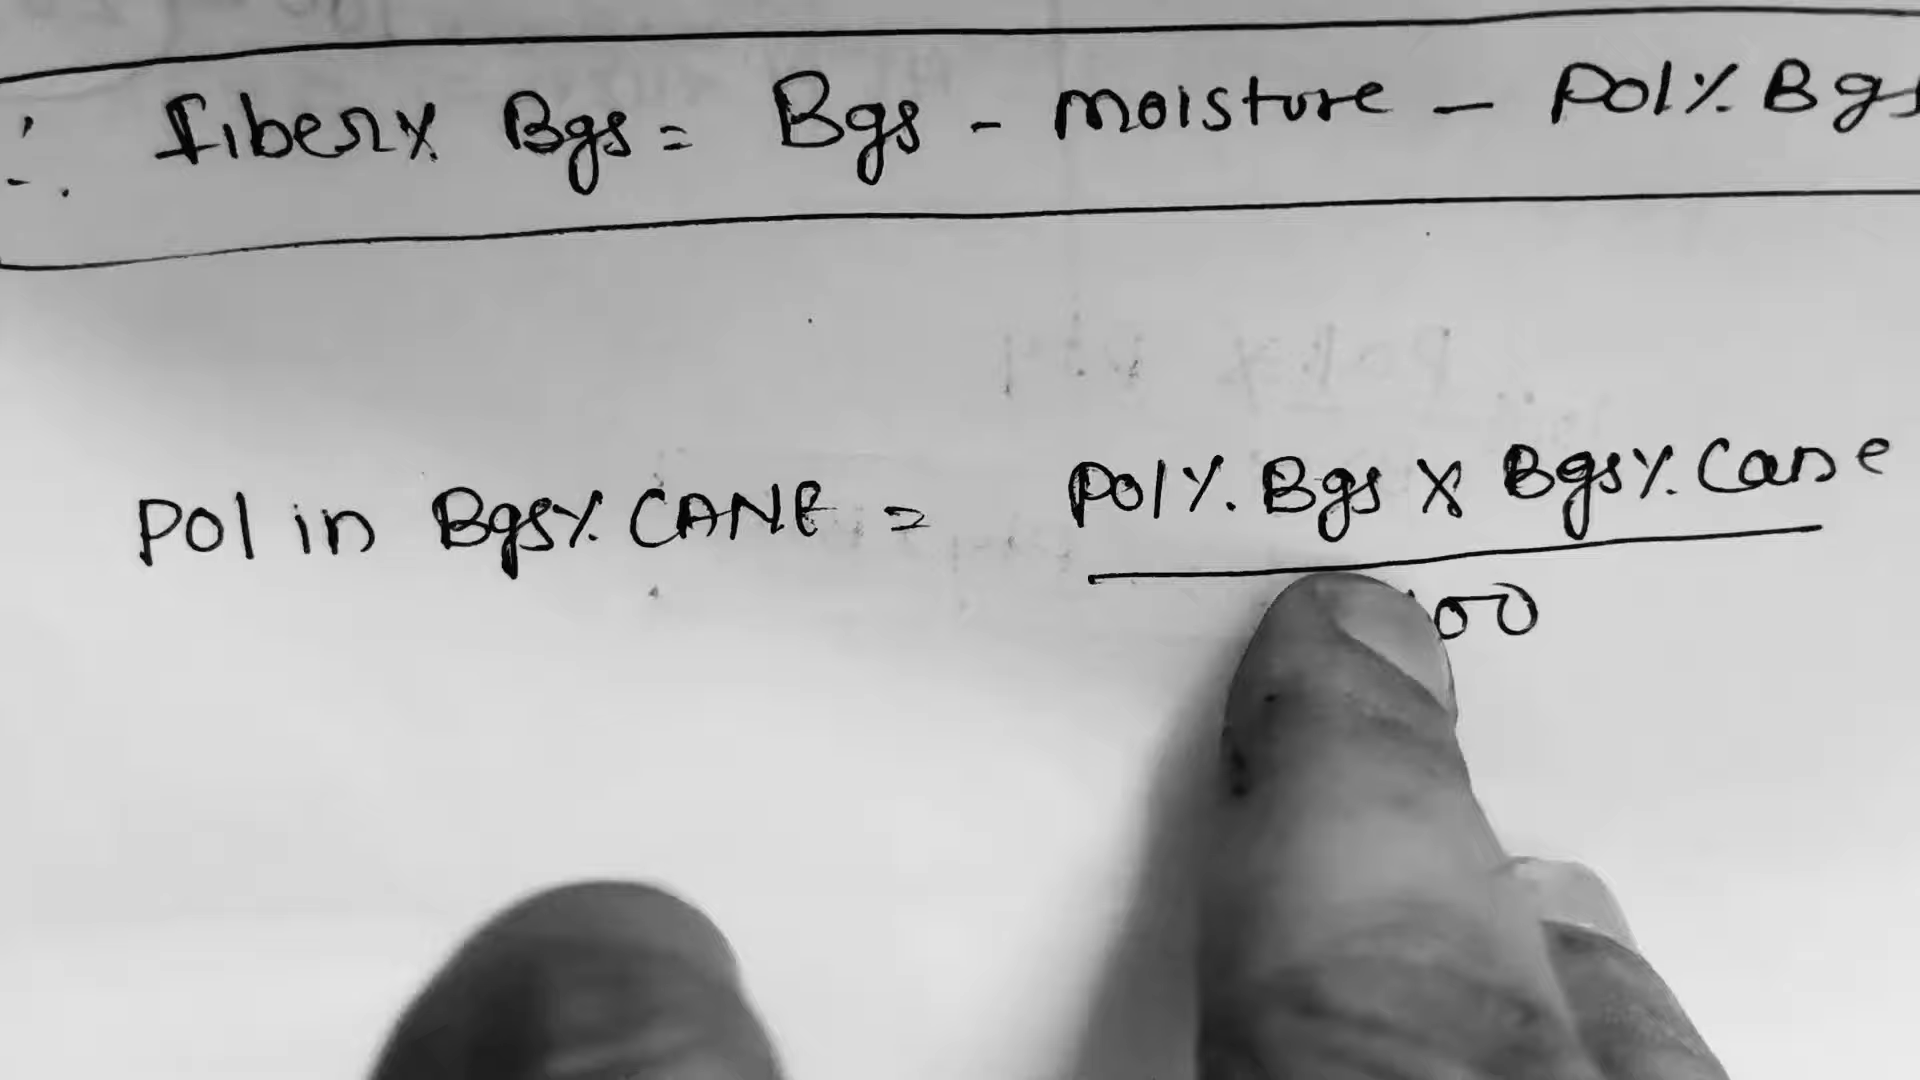 ∴ Fiber% Bgs = Bgs - moisture - Pol% Bgs
Pol in Bgs% CANE = Pol%. Bgs X Bgs%. Cane
00